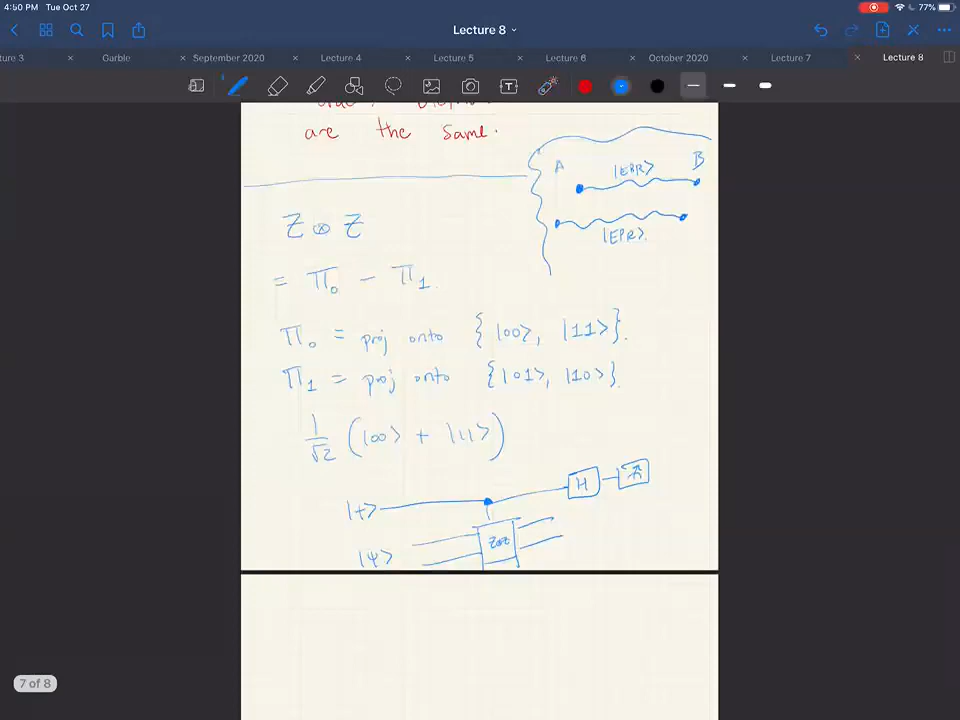 4:50 PM Tue Oct 27
77%
Lecture 8
ure 3
Garble
September 2020
Lecture 4
Lecture 5
Lecture 6
October 2020
Lecture 7
Lecture 8
are the same.
A |EPR> B
|EPR>.
Z ⊗ Z
= Π₀ − Π₁.
Π₀ = proj onto {|00>, |11>}.
Π₁ = proj onto {|01>, |10>}.
1/√2 (|00> + |11>)
|+> H
|ψ> Z⊗Z
7 of 8